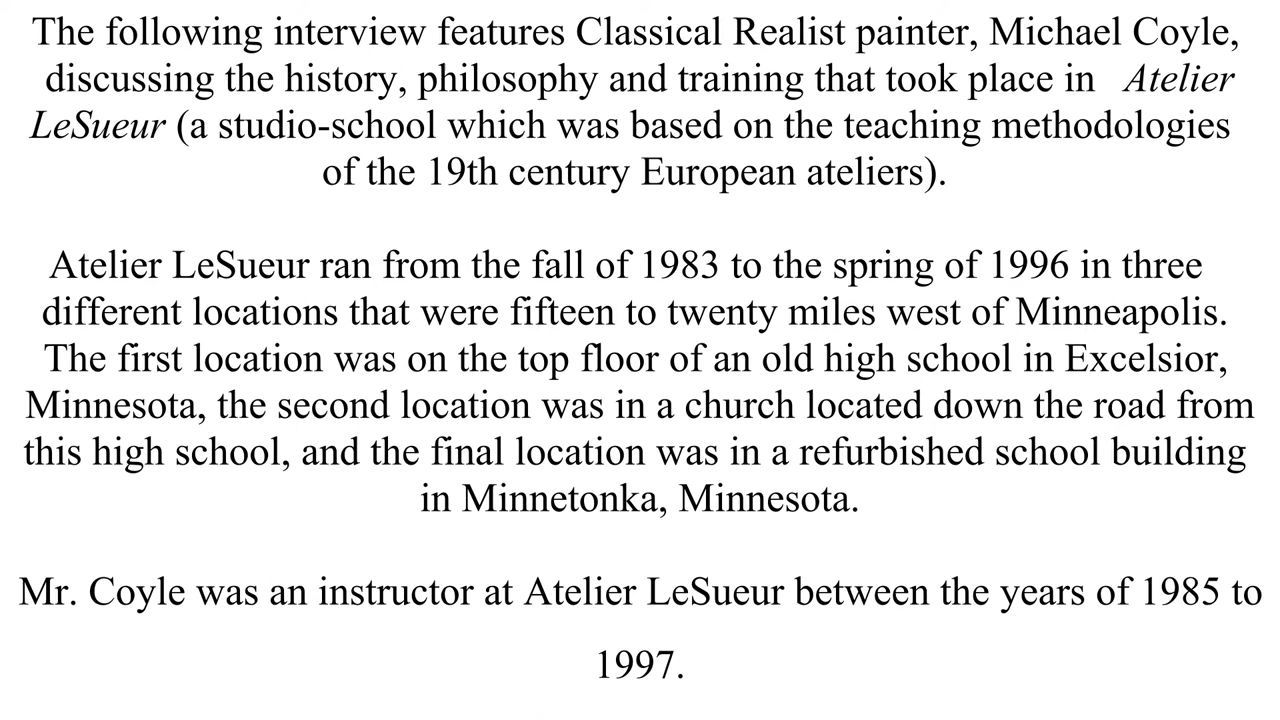 The following interview features Classical Realist painter, Michael Coyle,
discussing the history, philosophy and training that took place in Atelier
LeSueur (a studio-school which was based on the teaching methodologies
of the 19th century European ateliers).
Atelier LeSueur ran from the fall of 1983 to the spring of 1996 in three
different locations that were fifteen to twenty miles west of Minneapolis.
The first location was on the top floor of an old high school in Excelsior,
Minnesota, the second location was in a church located down the road from
this high school, and the final location was in a refurbished school building
in Minnetonka, Minnesota.
Mr. Coyle was an instructor at Atelier LeSueur between the years of 1985 to
1997.